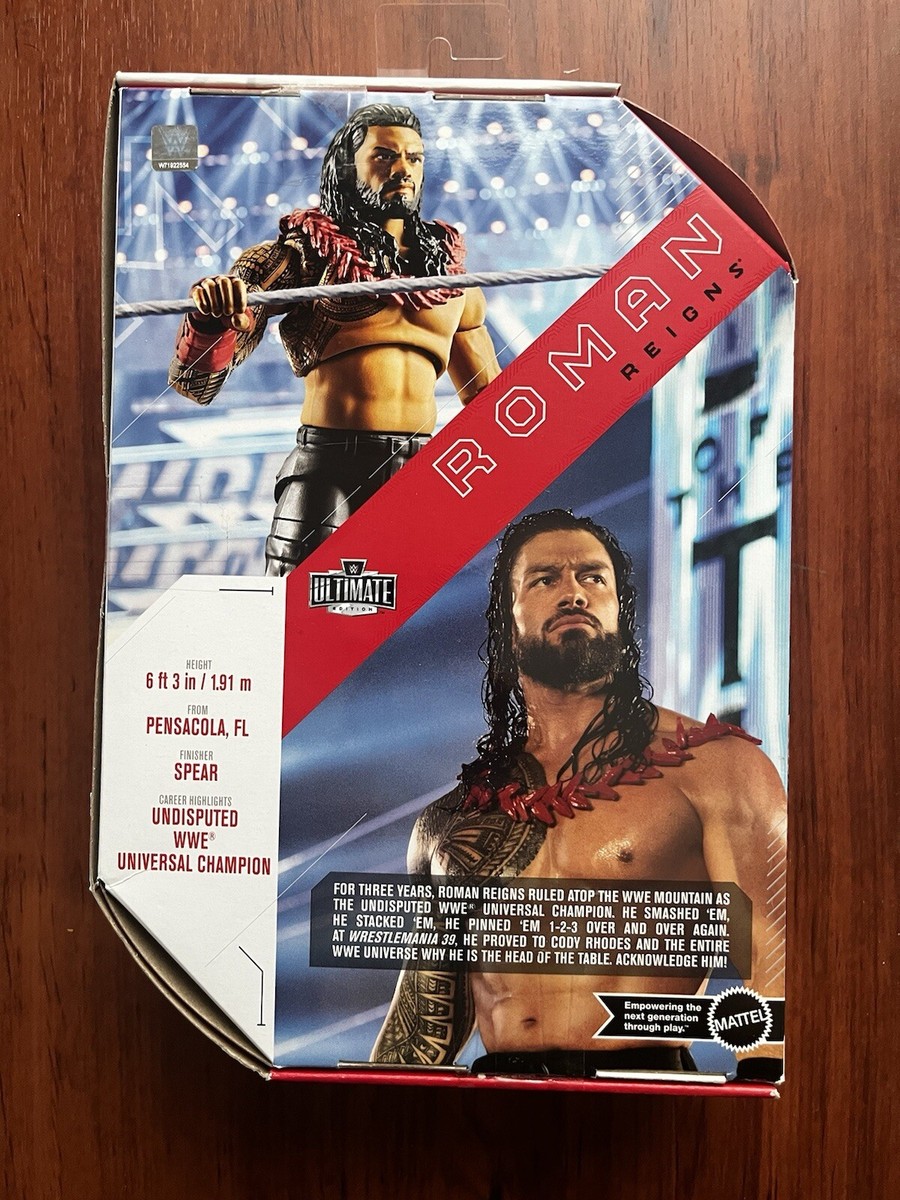 W71922554
ROMAN
REIGNS
W
ULTIMATE
EDITION
HEIGHT
6 ft 3 in / 1.91 m
FROM
PENSACOLA, FL
FINISHER
SPEAR
CAREER HIGHLIGHTS
UNDISPUTED
WWE®
UNIVERSAL CHAMPION
FOR THREE YEARS, ROMAN REIGNS RULED ATOP THE WWE MOUNTAIN AS
THE UNDISPUTED WWE® UNIVERSAL CHAMPION. HE SMASHED 'EM,
HE STACKED 'EM, HE PINNED 'EM 1-2-3 OVER AND OVER AGAIN.
AT WRESTLEMANIA 39, HE PROVED TO CODY RHODES AND THE ENTIRE
WWE UNIVERSE WHY HE IS THE HEAD OF THE TABLE. ACKNOWLEDGE HIM!
Empowering the
next generation
through play.™
MATTEL